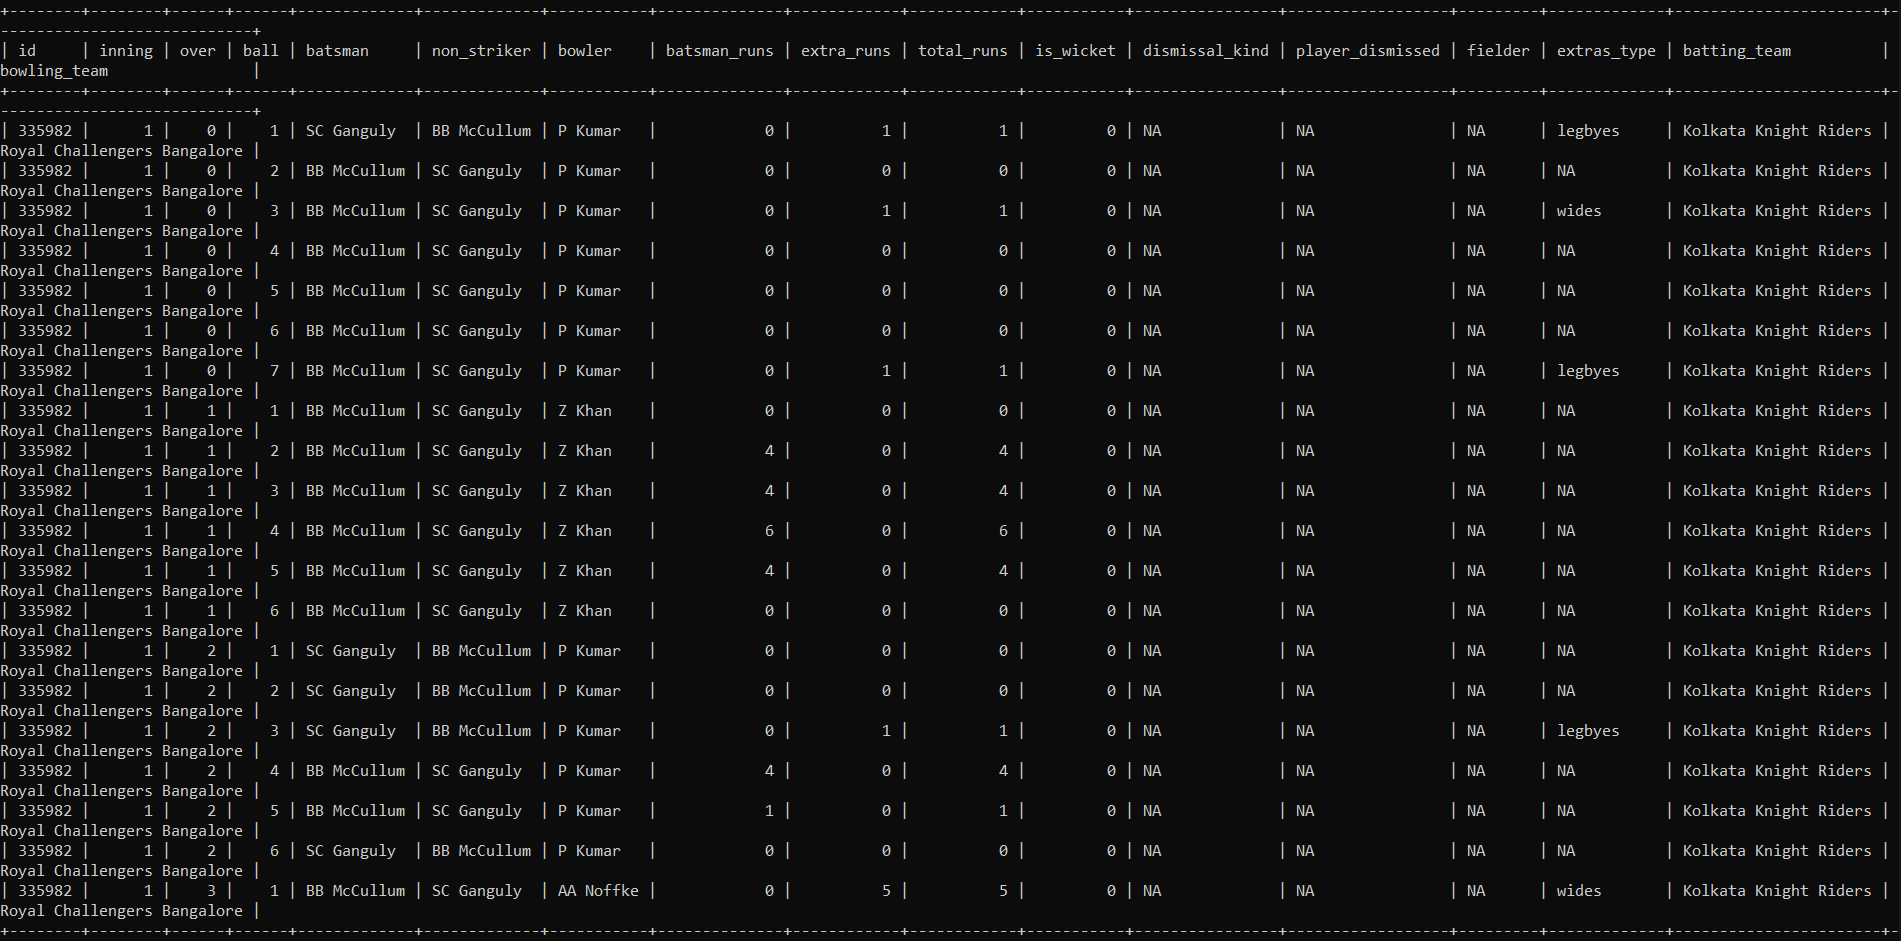 +--------+--------+------+------+-------------+-------------+-----------+--------------+------------+------------+-----------+----------------+------------------+---------+-------------+-----------------------+-
----------------------------+
| id     | inning | over | ball | batsman     | non_striker | bowler    | batsman_runs | extra_runs | total_runs | is_wicket | dismissal_kind | player_dismissed | fielder | extras_type | batting_team          |
bowling_team                |
+--------+--------+------+------+-------------+-------------+-----------+--------------+------------+------------+-----------+----------------+------------------+---------+-------------+-----------------------+-
----------------------------+
| 335982 |      1 |    0 |    1 | SC Ganguly  | BB McCullum | P Kumar   |            0 |          1 |          1 |         0 | NA             | NA               | NA      | legbyes     | Kolkata Knight Riders |
Royal Challengers Bangalore |
| 335982 |      1 |    0 |    2 | BB McCullum | SC Ganguly  | P Kumar   |            0 |          0 |          0 |         0 | NA             | NA               | NA      | NA          | Kolkata Knight Riders |
Royal Challengers Bangalore |
| 335982 |      1 |    0 |    3 | BB McCullum | SC Ganguly  | P Kumar   |            0 |          1 |          1 |         0 | NA             | NA               | NA      | wides       | Kolkata Knight Riders |
Royal Challengers Bangalore |
| 335982 |      1 |    0 |    4 | BB McCullum | SC Ganguly  | P Kumar   |            0 |          0 |          0 |         0 | NA             | NA               | NA      | NA          | Kolkata Knight Riders |
Royal Challengers Bangalore |
| 335982 |      1 |    0 |    5 | BB McCullum | SC Ganguly  | P Kumar   |            0 |          0 |          0 |         0 | NA             | NA               | NA      | NA          | Kolkata Knight Riders |
Royal Challengers Bangalore |
| 335982 |      1 |    0 |    6 | BB McCullum | SC Ganguly  | P Kumar   |            0 |          0 |          0 |         0 | NA             | NA               | NA      | NA          | Kolkata Knight Riders |
Royal Challengers Bangalore |
| 335982 |      1 |    0 |    7 | BB McCullum | SC Ganguly  | P Kumar   |            0 |          1 |          1 |         0 | NA             | NA               | NA      | legbyes     | Kolkata Knight Riders |
Royal Challengers Bangalore |
| 335982 |      1 |    1 |    1 | BB McCullum | SC Ganguly  | Z Khan    |            0 |          0 |          0 |         0 | NA             | NA               | NA      | NA          | Kolkata Knight Riders |
Royal Challengers Bangalore |
| 335982 |      1 |    1 |    2 | BB McCullum | SC Ganguly  | Z Khan    |            4 |          0 |          4 |         0 | NA             | NA               | NA      | NA          | Kolkata Knight Riders |
Royal Challengers Bangalore |
| 335982 |      1 |    1 |    3 | BB McCullum | SC Ganguly  | Z Khan    |            4 |          0 |          4 |         0 | NA             | NA               | NA      | NA          | Kolkata Knight Riders |
Royal Challengers Bangalore |
| 335982 |      1 |    1 |    4 | BB McCullum | SC Ganguly  | Z Khan    |            6 |          0 |          6 |         0 | NA             | NA               | NA      | NA          | Kolkata Knight Riders |
Royal Challengers Bangalore |
| 335982 |      1 |    1 |    5 | BB McCullum | SC Ganguly  | Z Khan    |            4 |          0 |          4 |         0 | NA             | NA               | NA      | NA          | Kolkata Knight Riders |
Royal Challengers Bangalore |
| 335982 |      1 |    1 |    6 | BB McCullum | SC Ganguly  | Z Khan    |            0 |          0 |          0 |         0 | NA             | NA               | NA      | NA          | Kolkata Knight Riders |
Royal Challengers Bangalore |
| 335982 |      1 |    2 |    1 | SC Ganguly  | BB McCullum | P Kumar   |            0 |          0 |          0 |         0 | NA             | NA               | NA      | NA          | Kolkata Knight Riders |
Royal Challengers Bangalore |
| 335982 |      1 |    2 |    2 | SC Ganguly  | BB McCullum | P Kumar   |            0 |          0 |          0 |         0 | NA             | NA               | NA      | NA          | Kolkata Knight Riders |
Royal Challengers Bangalore |
| 335982 |      1 |    2 |    3 | SC Ganguly  | BB McCullum | P Kumar   |            0 |          1 |          1 |         0 | NA             | NA               | NA      | legbyes     | Kolkata Knight Riders |
Royal Challengers Bangalore |
| 335982 |      1 |    2 |    4 | BB McCullum | SC Ganguly  | P Kumar   |            4 |          0 |          4 |         0 | NA             | NA               | NA      | NA          | Kolkata Knight Riders |
Royal Challengers Bangalore |
| 335982 |      1 |    2 |    5 | BB McCullum | SC Ganguly  | P Kumar   |            1 |          0 |          1 |         0 | NA             | NA               | NA      | NA          | Kolkata Knight Riders |
Royal Challengers Bangalore |
| 335982 |      1 |    2 |    6 | SC Ganguly  | BB McCullum | P Kumar   |            0 |          0 |          0 |         0 | NA             | NA               | NA      | NA          | Kolkata Knight Riders |
Royal Challengers Bangalore |
| 335982 |      1 |    3 |    1 | BB McCullum | SC Ganguly  | AA Noffke |            0 |          5 |          5 |         0 | NA             | NA               | NA      | wides       | Kolkata Knight Riders |
Royal Challengers Bangalore |
+--------+--------+------+------+-------------+-------------+-----------+--------------+------------+------------+-----------+----------------+------------------+---------+-------------+-----------------------+-